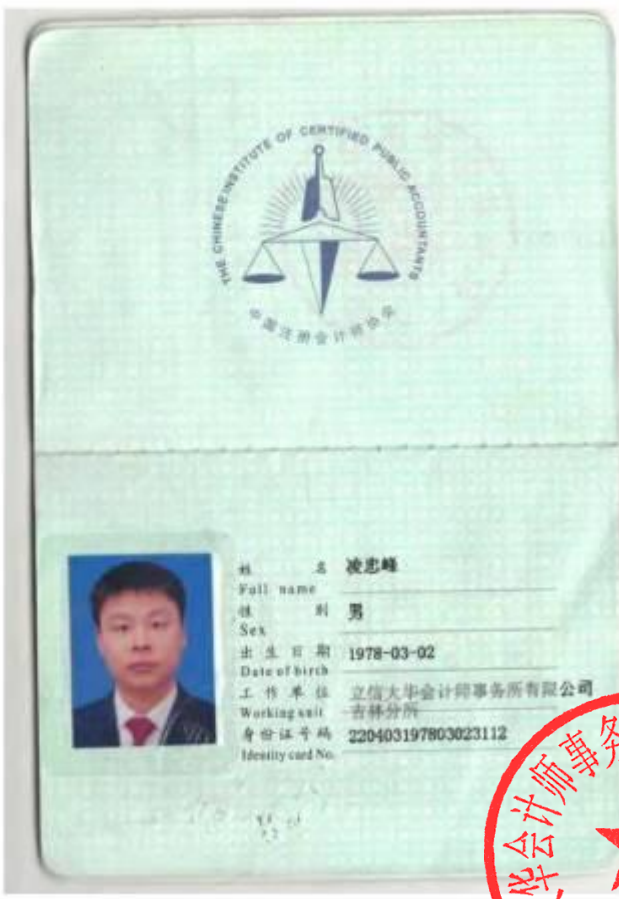 THE CHINESE INSTITUTE OF CERTIFIED PUBLIC ACCOUNTANTS
中国注册会计师协会
姓 名 凌忠峰
Full name
性 别 男
Sex
出生日期 1978-03-02
Date of birth
工作单位 立信大华会计师事务所有限公司
Working unit 吉林分所
身份证号码 220403197803023112
Identity card No.
华会计师事务